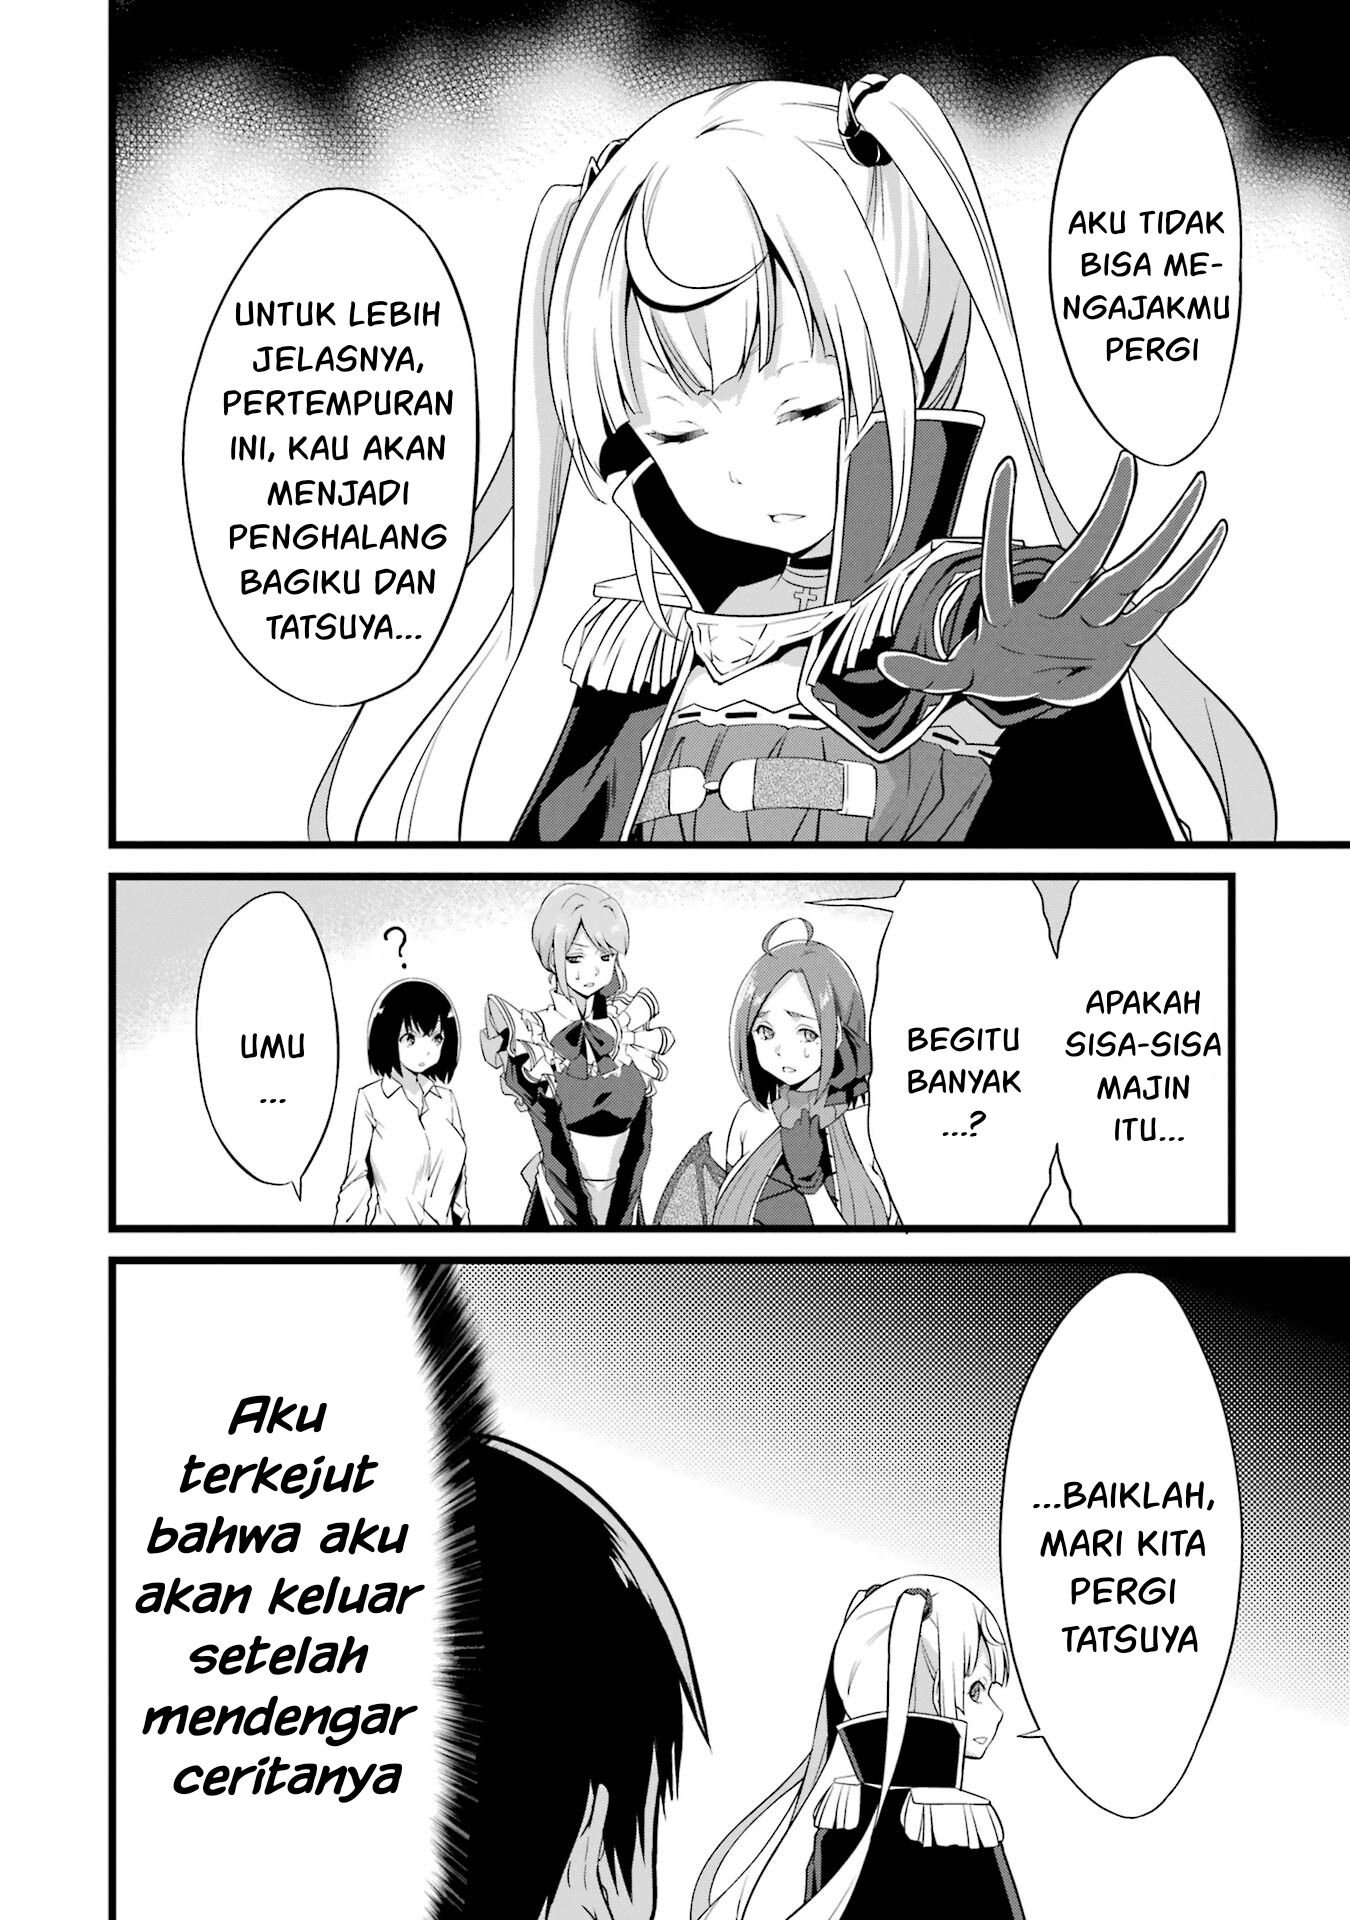 AKU TIDAK
BISA ME-
NGAJAKMU
PERGI
UNTUK LEBIH
JELASNYA,
PERTEMPURAN
INI, KAU AKAN
MENJADI
PENGHALANG
BAGIKU DAN
TATSUYA...
APAKAH
SISA-SISA
MAJIN
ITU...
BEGITU
BANYAK
...?
?
UMU
...
...BAIKLAH,
MARI KITA
PERGI
TATSUYA
Aku
terkejut
bahwa aku
akan keluar
setelah
mendengar
ceritanya